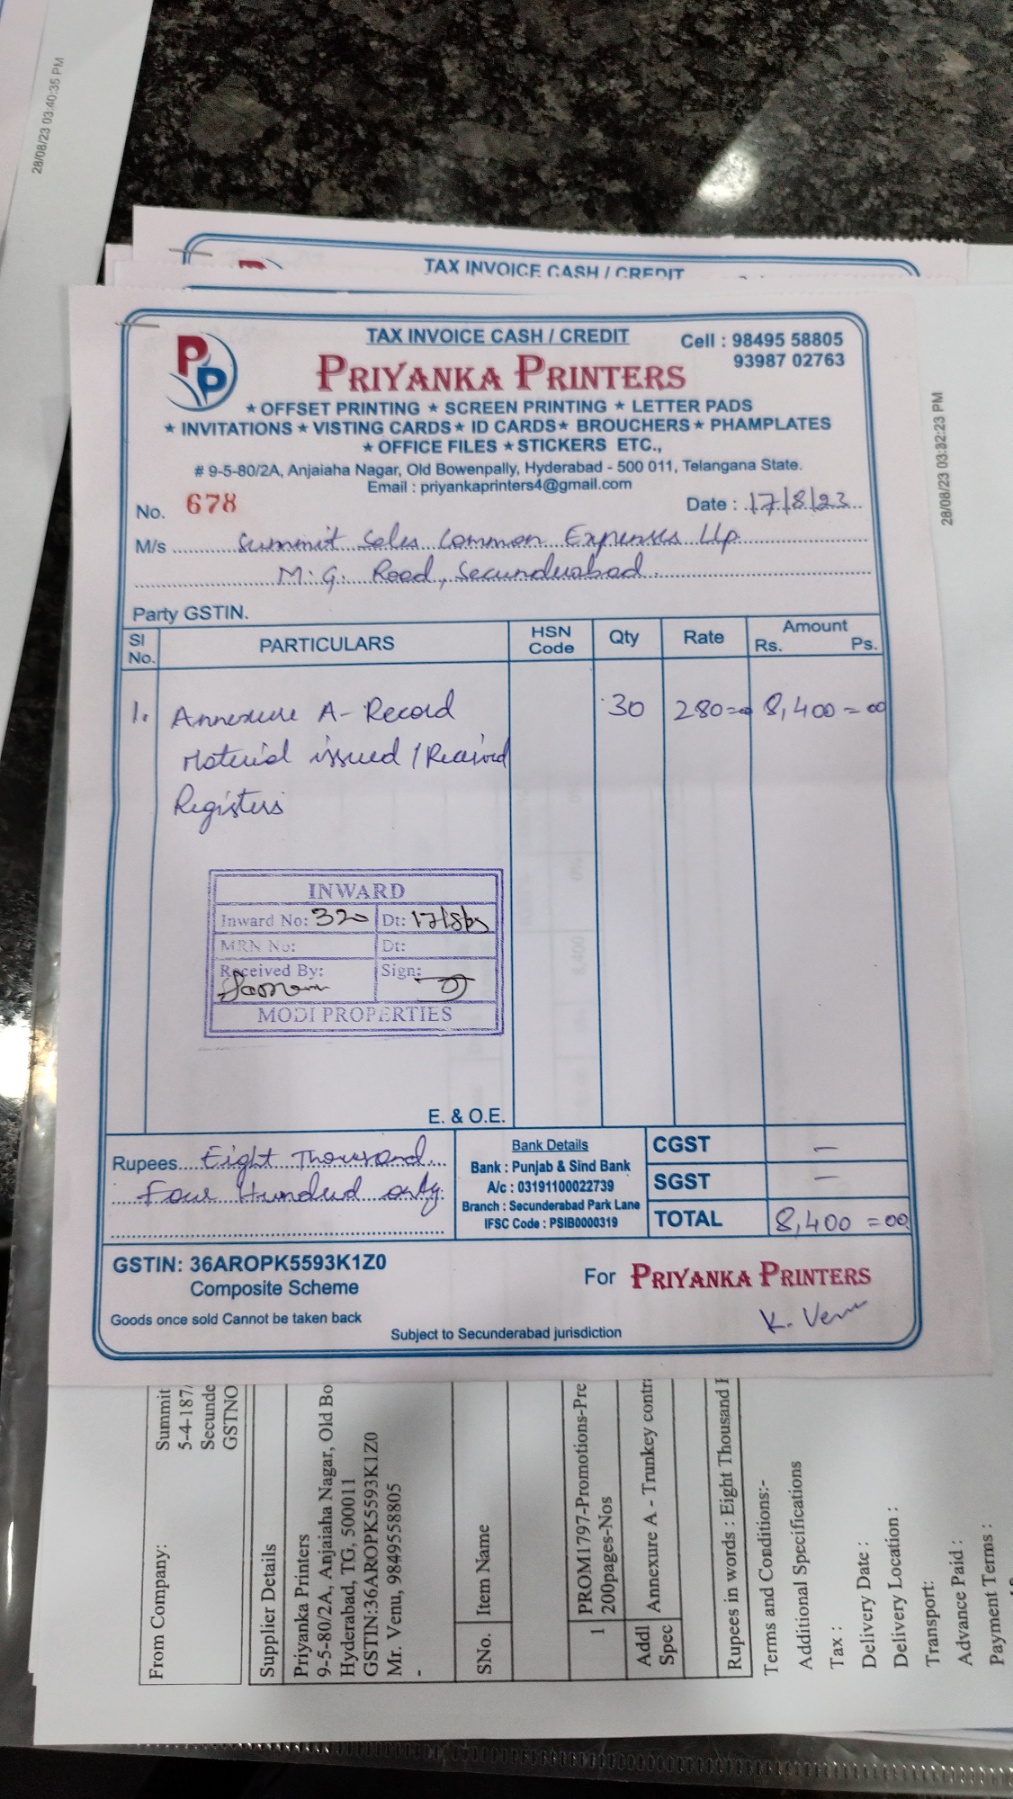 28/08/23 03:40:35 PM
TAX INVOICE CASH / CREDIT
TAX INVOICE CASH / CREDIT
Cell : 98495 58805
93987 02763
PP
PRIYANKA PRINTERS
★ OFFSET PRINTING ★ SCREEN PRINTING ★ LETTER PADS
★ INVITATIONS ★ VISTING CARDS ★ ID CARDS ★ BROUCHERS ★ PHAMPLATES
★ OFFICE FILES ★ STICKERS ETC.,
# 9-5-80/2A, Anjaiaha Nagar, Old Bowenpally, Hyderabad - 500 011, Telangana State.
Email : priyankaprinters4@gmail.com
No. 678
Date : 17/8/23
M/s Summit Sales Common Expenses Llp
M.G. Road, Secunderabad.
Party GSTIN.
Sl No. PARTICULARS HSN Code Qty Rate Amount Rs. Ps.
1. Annexure A- Record 30 280=00 8,400=00
Material issued / Received
Registers
INWARD
Inward No: 320 Dt: 17/8/23
MRN No: Dt:
Received By: Sign:
MODI PROPERTIES
E. & O.E.
Rupees Eight Thousand
Four Hundred only.
Bank Details
Bank : Punjab & Sind Bank
A/c : 03191100022739
Branch : Secunderabad Park Lane
IFSC Code : PSIB0000319
CGST —
SGST —
TOTAL 8,400=00
GSTIN: 36AROPK5593K1Z0
Composite Scheme
For PRIYANKA PRINTERS
K. Venu
Goods once sold Cannot be taken back
Subject to Secunderabad jurisdiction
28/08/23 03:32:23 PM
From Company: Summit
5-4-187/
Secunde
GSTNO
Supplier Details
Priyanka Printers
9-5-80/2A, Anjaiaha Nagar, Old Bo
Hyderabad, TG, 500011
GSTIN:36AROPK5593K1Z0
Mr. Venu, 9849558805
-
SNo. Item Name
1 PROM1797-Promotions-Pre
200pages-Nos
Addl Spec Annexure A - Trunkey contr
Rupees in words : Eight Thousand
Terms and Conditions:-
Additional Specifications
Tax :
Delivery Date :
Delivery Location :
Transport:
Advance Paid :
Payment Terms :